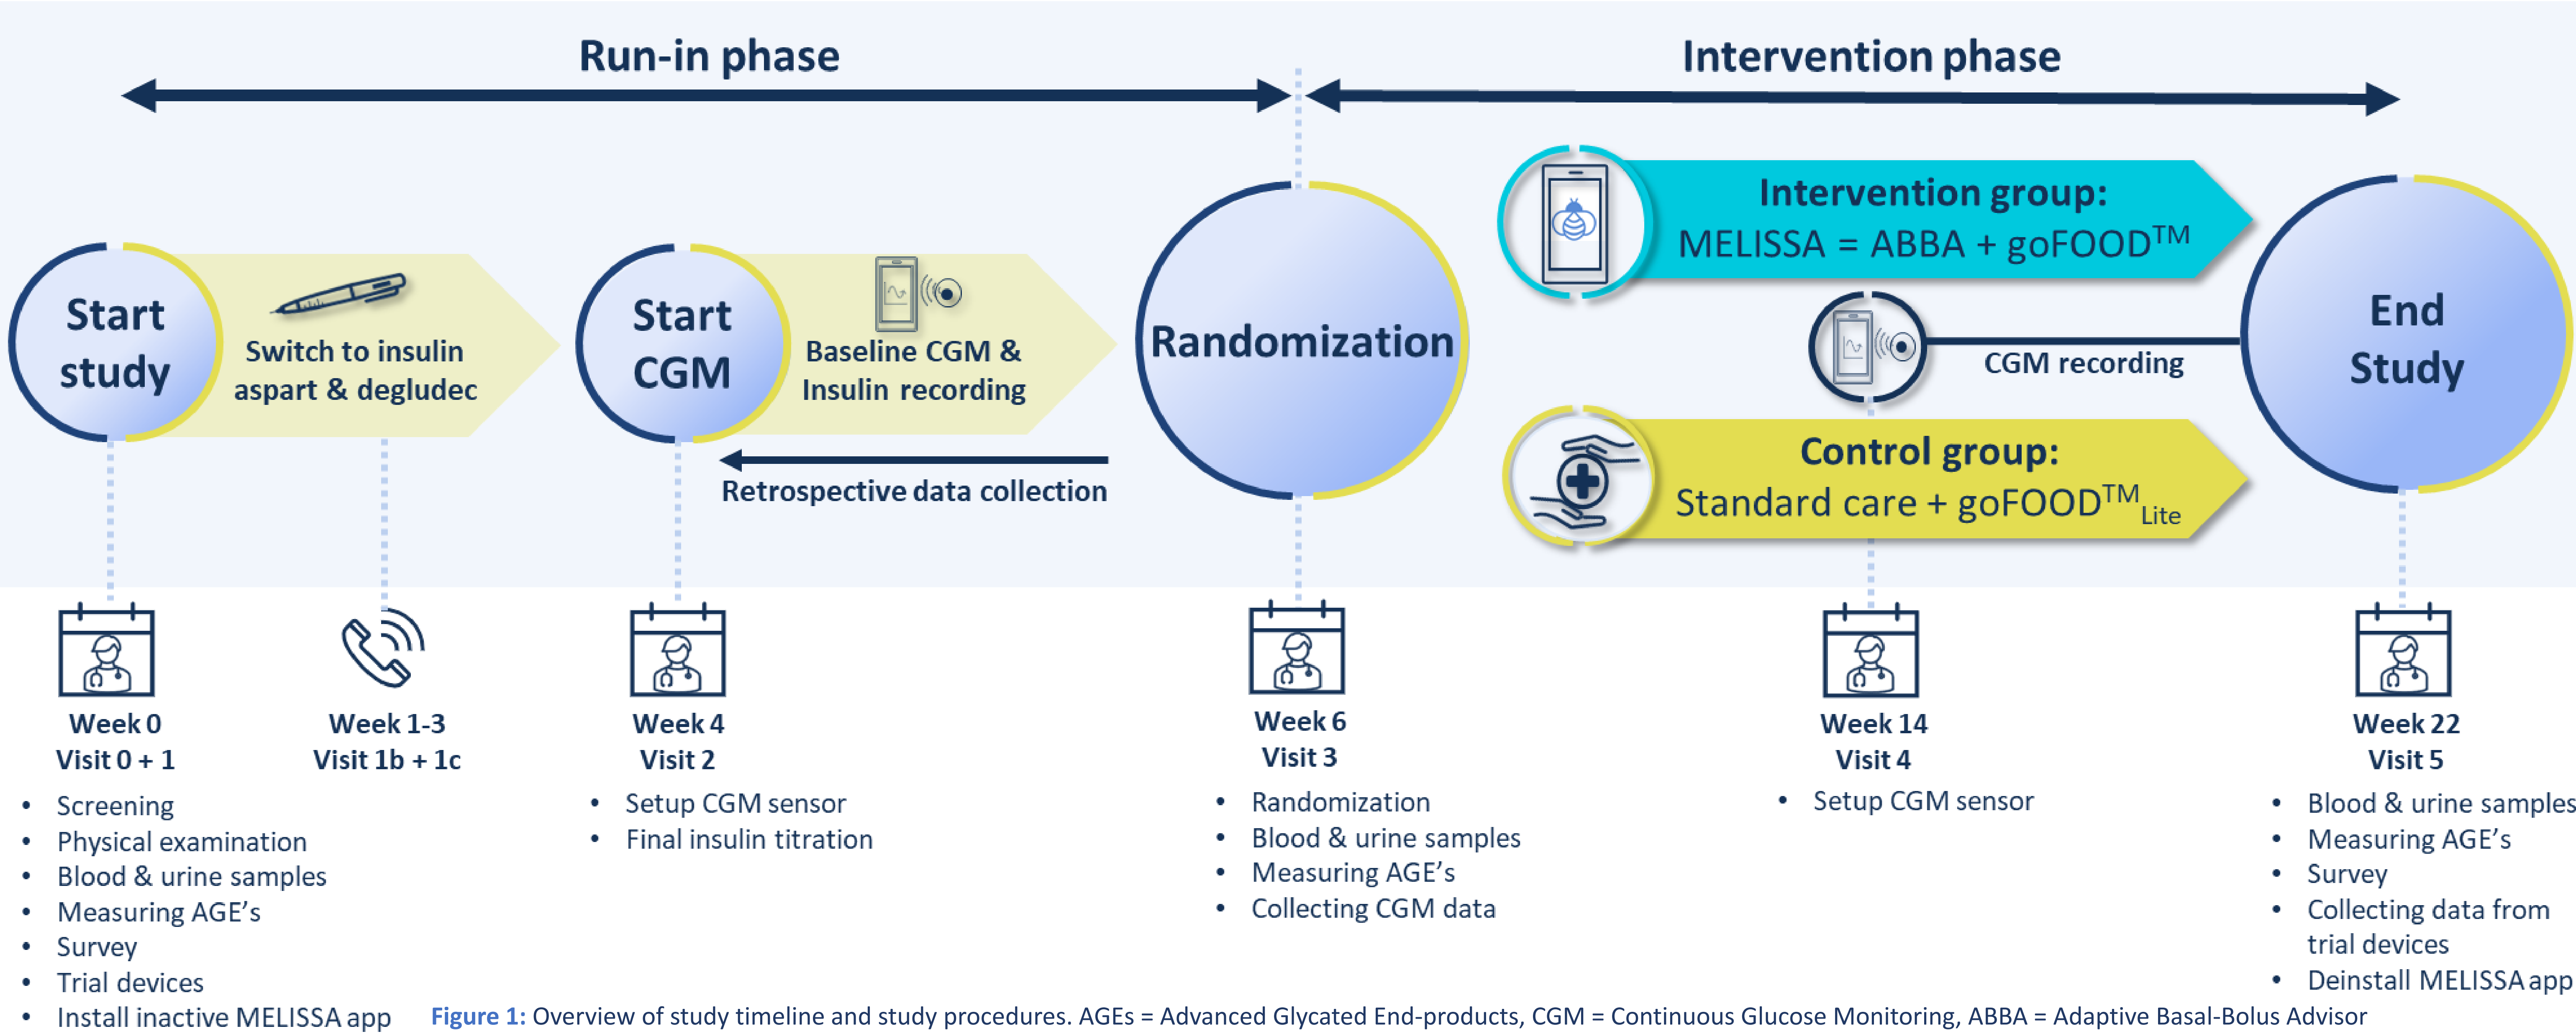 Run-in phase
Intervention phase
Start
study
Switch to insulin
aspart & degludec
Start
CGM
Baseline CGM &
Insulin recording
Retrospective data collection
Randomization
Intervention group:
MELISSA = ABBA + goFOOD™
CGM recording
Control group:
Standard care + goFOOD™ Lite
End
Study
Week 0
Visit 0 + 1
• Screening
• Physical examination
• Blood & urine samples
• Measuring AGE’s
• Survey
• Trial devices
• Install inactive MELISSA app
Week 1-3
Visit 1b + 1c
Week 4
Visit 2
• Setup CGM sensor
• Final insulin titration
Week 6
Visit 3
• Randomization
• Blood & urine samples
• Measuring AGE’s
• Collecting CGM data
Week 14
Visit 4
• Setup CGM sensor
Week 22
Visit 5
• Blood & urine samples
• Measuring AGE’s
• Survey
• Collecting data from
trial devices
• Deinstall MELISSA app
Figure 1: Overview of study timeline and study procedures. AGEs = Advanced Glycated End-products, CGM = Continuous Glucose Monitoring, ABBA = Adaptive Basal-Bolus Advisor